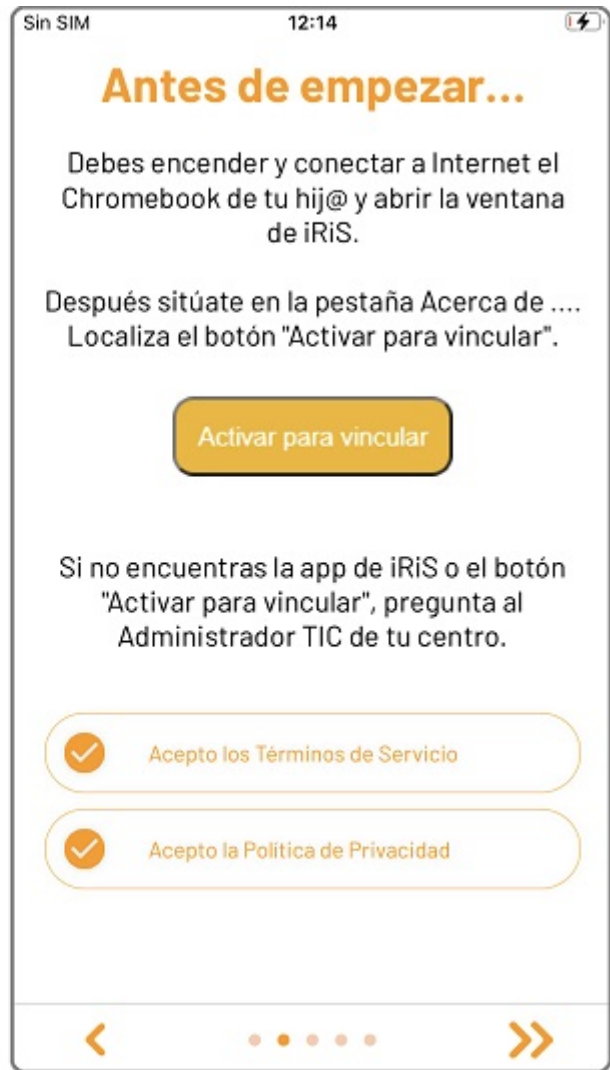 Sin SIM 12:14
Antes de empezar...
Debes encender y conectar a Internet el
Chromebook de tu hij@ y abrir la ventana
de iRiS.
Después sitúate en la pestaña Acerca de ....
Localiza el botón "Activar para vincular".
Activar para vincular
Si no encuentras la app de iRiS o el botón
"Activar para vincular", pregunta al
Administrador TIC de tu centro.
Acepto los Términos de Servicio
Acepto la Política de Privacidad